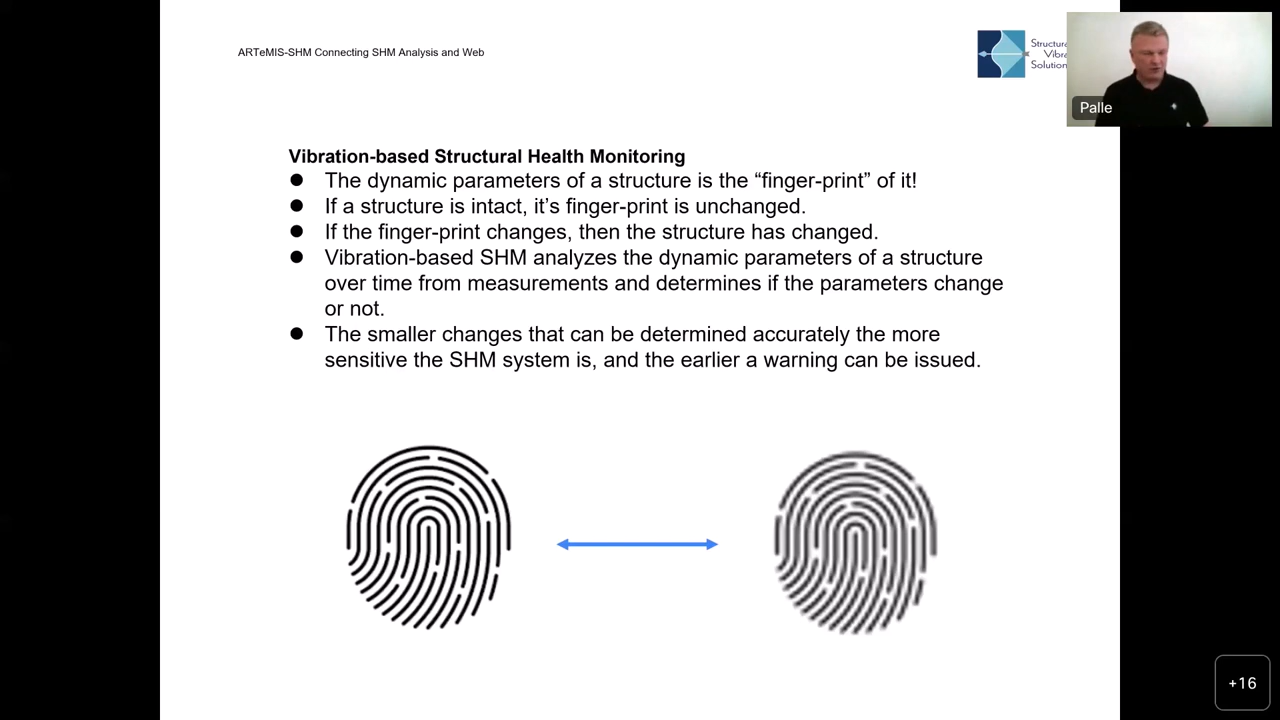 ARTeMIS-SHM Connecting SHM Analysis and Web
Solution
Palle
Vibration-based Structural Health Monitoring
● The dynamic parameters of a structure is the “finger-print” of it!
● If a structure is intact, it’s finger-print is unchanged.
● If the finger-print changes, then the structure has changed.
● Vibration-based SHM analyzes the dynamic parameters of a structure
over time from measurements and determines if the parameters change
or not.
● The smaller changes that can be determined accurately the more
sensitive the SHM system is, and the earlier a warning can be issued.
+16